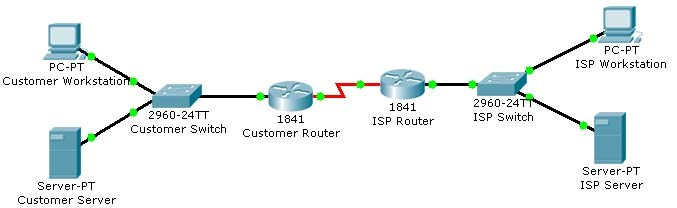 PC-PT
Customer Workstation
2960-24TT
Customer Switch
Server-PT
Customer Server
1841
Customer Router
1841
ISP Router
2960-24TT
ISP Switch
PC-PT
ISP Workstation
Server-PT
ISP Server